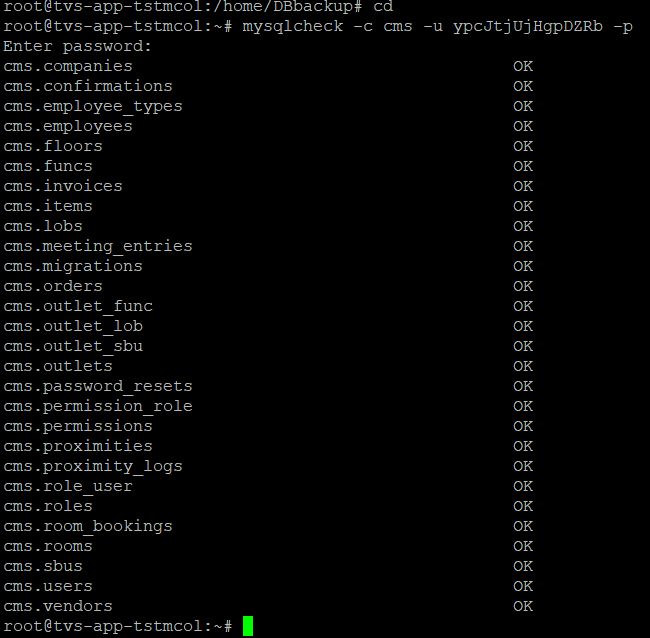 root@tvs-app-tstmcol:/home/DBbackup# cd
root@tvs-app-tstmcol:~# mysqlcheck -c cms -u ypcJtjUjHgpDZRb -p
Enter password:
cms.companies OK
cms.confirmations OK
cms.employee_types OK
cms.employees OK
cms.floors OK
cms.funcs OK
cms.invoices OK
cms.items OK
cms.lobs OK
cms.meeting_entries OK
cms.migrations OK
cms.orders OK
cms.outlet_func OK
cms.outlet_lob OK
cms.outlet_sbu OK
cms.outlets OK
cms.password_resets OK
cms.permission_role OK
cms.permissions OK
cms.proximities OK
cms.proximity_logs OK
cms.role_user OK
cms.roles OK
cms.room_bookings OK
cms.rooms OK
cms.sbus OK
cms.users OK
cms.vendors OK
root@tvs-app-tstmcol:~#